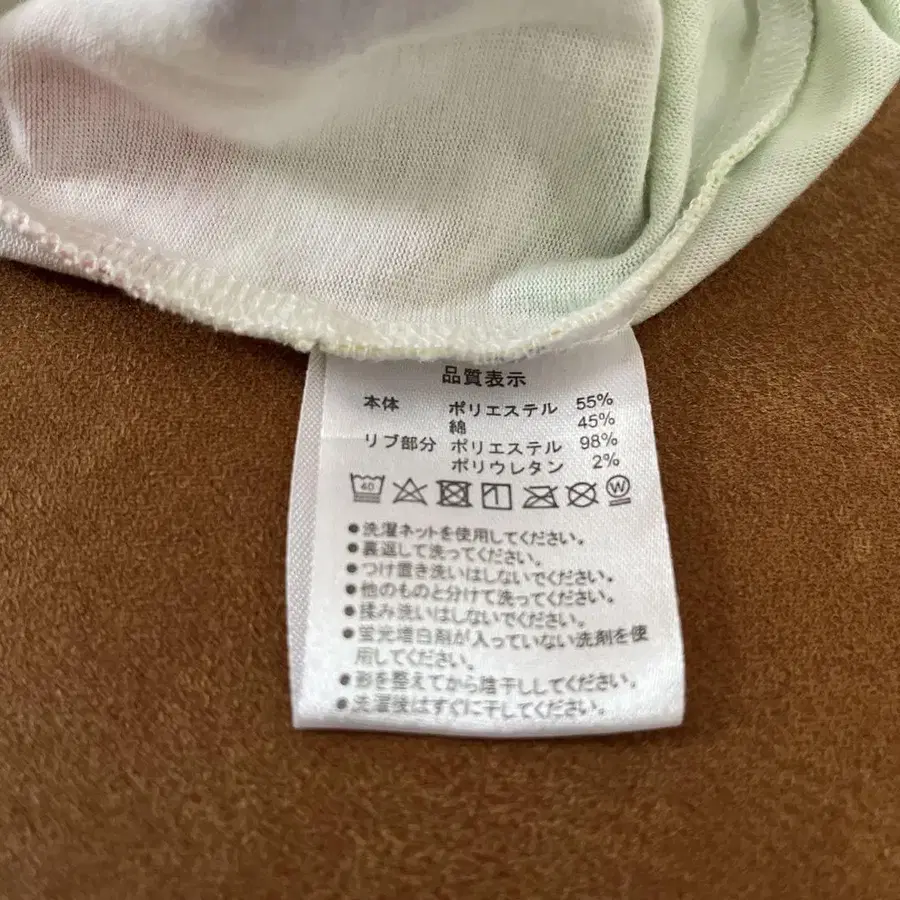 品質表示
本体 ポリエステル 55%
綿 45%
リブ部分 ポリエステル 98%
ポリウレタン 2%
40 W
●洗濯ネットを使用してください。
●裏返して洗ってください。
●つけ置き洗いはしないでください。
●他のものと分けて洗ってください。
●揉み洗いはしないでください。
●蛍光増白剤が入っていない洗剤を使
用してください。
●形を整えてから陰干ししてください。
●洗濯後はすぐに干してください。